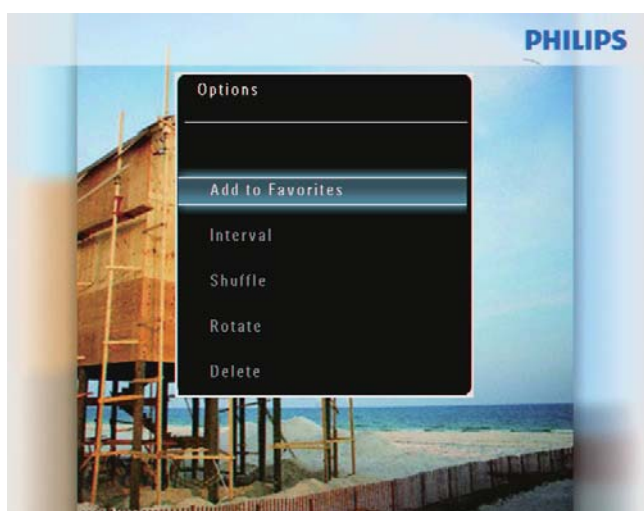 PHILIPS
Options
Add to Favorites
Interval
Shuffle
Rotate
Delete